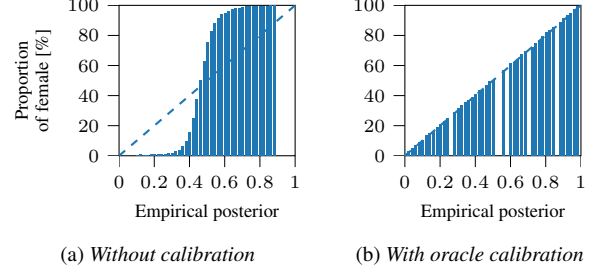 Proportion
of female [%]
100
80
60
40
20
0
0 0.2 0.4 0.6 0.8 1
Empirical posterior
(a) Without calibration
100
80
60
40
20
0
0 0.2 0.4 0.6 0.8 1
Empirical posterior
(b) With oracle calibration